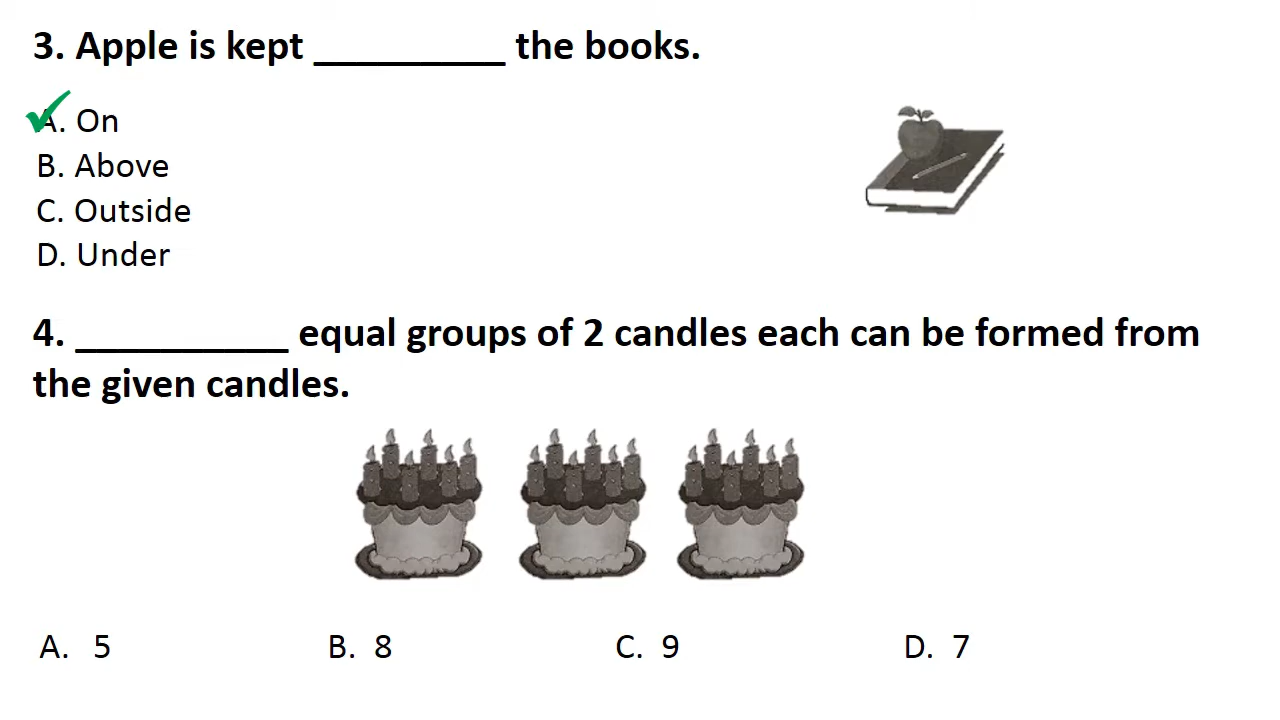 3. Apple is kept _________ the books.
A. On
B. Above
C. Outside
D. Under
4. __________ equal groups of 2 candles each can be formed from
the given candles.
A. 5 B. 8 C. 9 D. 7